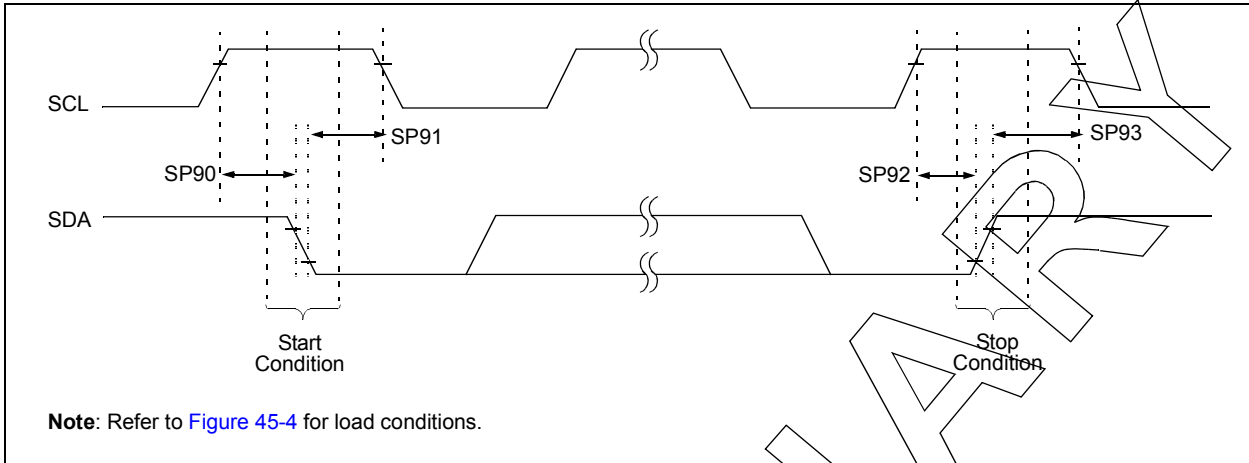 SCL
SP91
SP93
SP90
SP92
SDA
Start
Condition
Stop
Condition
Note: Refer to Figure 45-4 for load conditions.